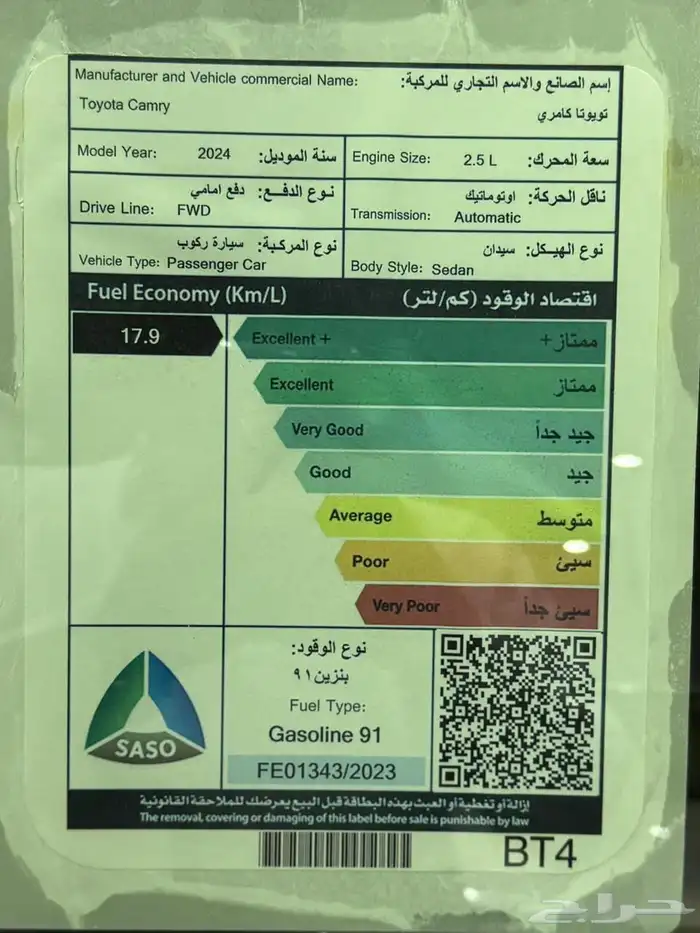 Manufacturer and Vehicle commercial Name: إسم الصانع والاسم التجاري للمركبة:
Toyota Camry تويوتا كامري
Model Year: 2024 سنة الموديل: Engine Size: 2.5 L سعة المحرك:
نوع الدفـع: دفع امامي ناقل الحركة: اوتوماتيك
Drive Line: FWD Transmission: Automatic
نوع المركـبة: سيارة ركوب نوع الهيـكل: سيدان
Vehicle Type: Passenger Car Body Style: Sedan
Fuel Economy (Km/L) اقتصاد الوقود (كم/لتر)
17.9 Excellent + ممتاز+
Excellent ممتاز
Very Good جيد جداً
Good جيد
Average متوسط
Poor سيئ
Very Poor سيئ جداً
نوع الوقود:
بنزين ٩١
Fuel Type:
Gasoline 91
SASO
FE01343/2023
إزالة أو تغطية أو العبث بهذه البطاقة قبل البيع يعرضك للملاحقة القانونية
The removal, covering or damaging of this label before sale is punishable by law
BT4
حراج